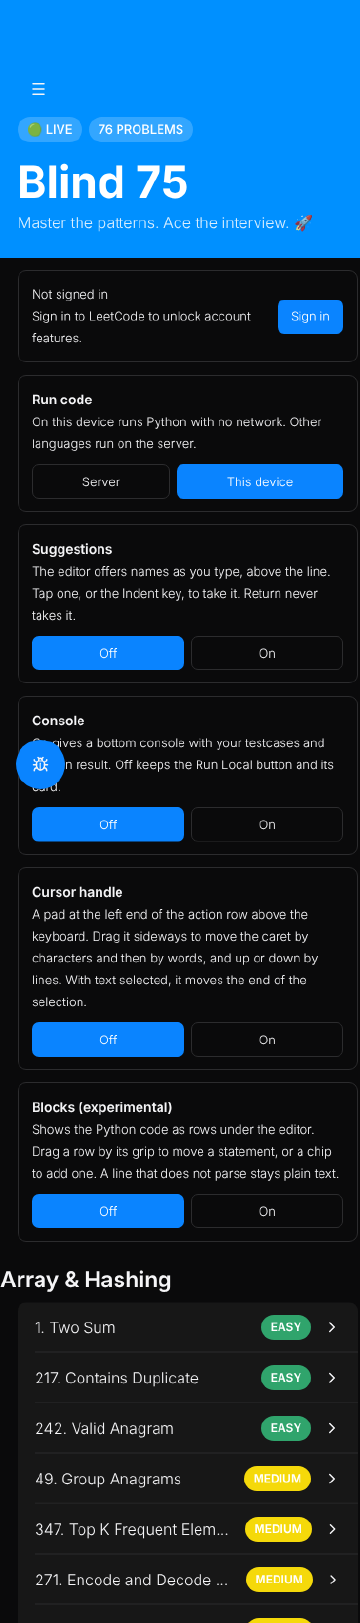 🟢 LIVE 76 PROBLEMS
Blind 75
Master the patterns. Ace the interview. 🚀
Not signed in
Sign in to LeetCode to unlock account
features.
Sign in
Run code
On this device runs Python with no network. Other
languages run on the server.
Server This device
Suggestions
The editor offers names as you type, above the line.
Tap one, or the Indent key, to take it. Return never
takes it.
Off On
Console
gives a bottom console with your testcases and
result. Off keeps the Run Local button and its
Off On
Cursor handle
A pad at the left end of the action row above the
keyboard. Drag it sideways to move the caret by
characters and then by words, and up or down by
lines. With text selected, it moves the end of the
selection.
Off On
Blocks (experimental)
Shows the Python code as rows under the editor.
Drag a row by its grip to move a statement, or a chip
to add one. A line that does not parse stays plain text.
Off On
Array & Hashing
1. Two Sum EASY
217. Contains Duplicate EASY
242. Valid Anagram EASY
49. Group Anagrams MEDIUM
347. Top K Frequent Elem... MEDIUM
271. Encode and Decode ... MEDIUM